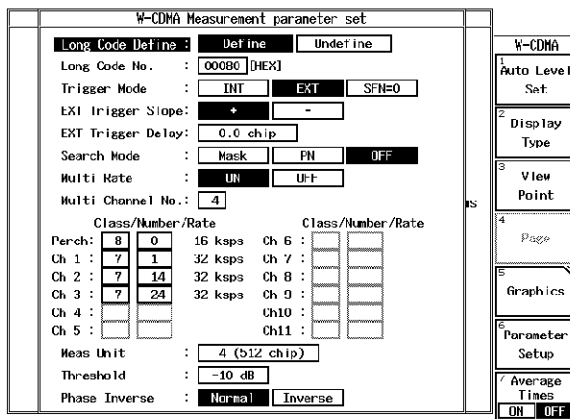 W-CDMA Measurement parameter set
Long Code Define : Define Undefine
Long Code No. : 00080 [HEX]
Trigger Mode : INT EXT SFN=0
EXT Trigger Slope: + -
EXT Trigger Delay: 0.0 chip
Search Mode : Mask PN OFF
Multi Rate : ON OFF
Multi Channel No.: 4
Class/Number/Rate Class/Number/Rate
Perch: 8 0 16 ksps Ch 6 :
Ch 1 : 7 1 32 ksps Ch 7 :
Ch 2 : 7 14 32 ksps Ch 8 :
Ch 3 : 7 24 32 ksps Ch 9 :
Ch 4 : Ch10 :
Ch 5 : Ch11 :
Meas Unit : 4 (512 chip)
Threshold : -10 dB
Phase Inverse : Normal Inverse
W-CDMA
1
Auto Level
Set
2
Display
Type
3
View
Point
4
Page
5
Graphics
6
Parameter
Setup
7
Average
Times
ON OFF